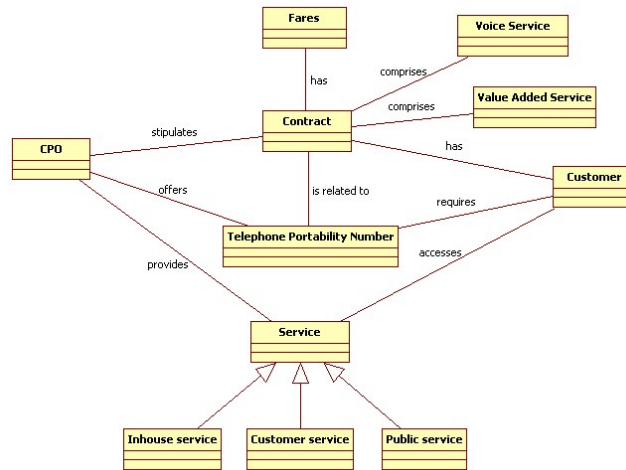 Fares
Voice Service
comprises
has
Value Added Service
comprises
Contract
stipulates
CPO
has
Customer
is related to
offers
requires
Telephone Portability Number
accesses
provides
Service
Inhouse service
Customer service
Public service